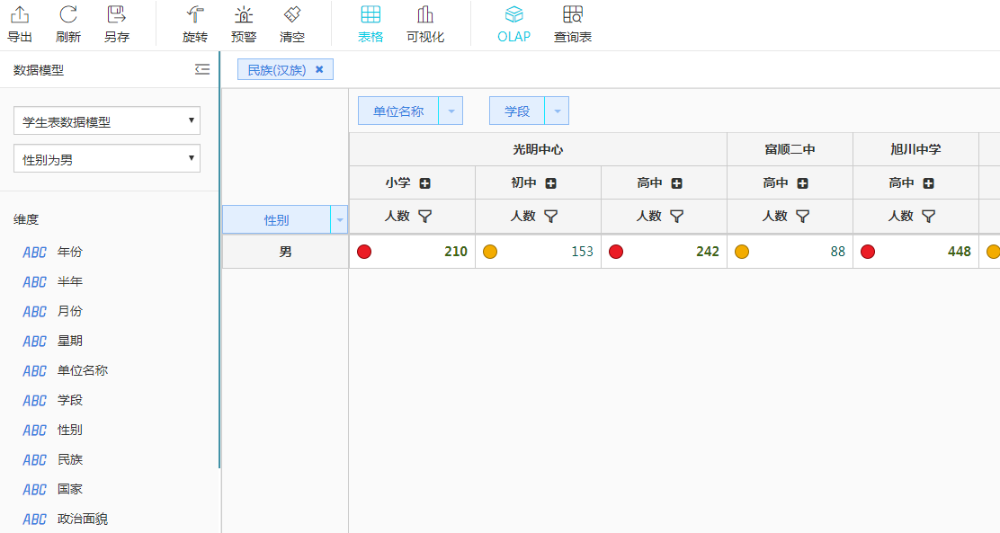 导出 刷新 另存 旋转 预警 清空 表格 可视化 OLAP 查询表
数据模型
民族(汉族)
学生表数据模型
性别为男
维度
ABC 年份
ABC 半年
ABC 月份
ABC 星期
ABC 单位名称
ABC 学段
ABC 性别
ABC 民族
ABC 国家
ABC 政治面貌
单位名称 学段
光明中心 富顺二中 旭川中学
小学 初中 高中 高中 高中
性别 人数 人数 人数 人数 人数
男 210 153 242 88 448